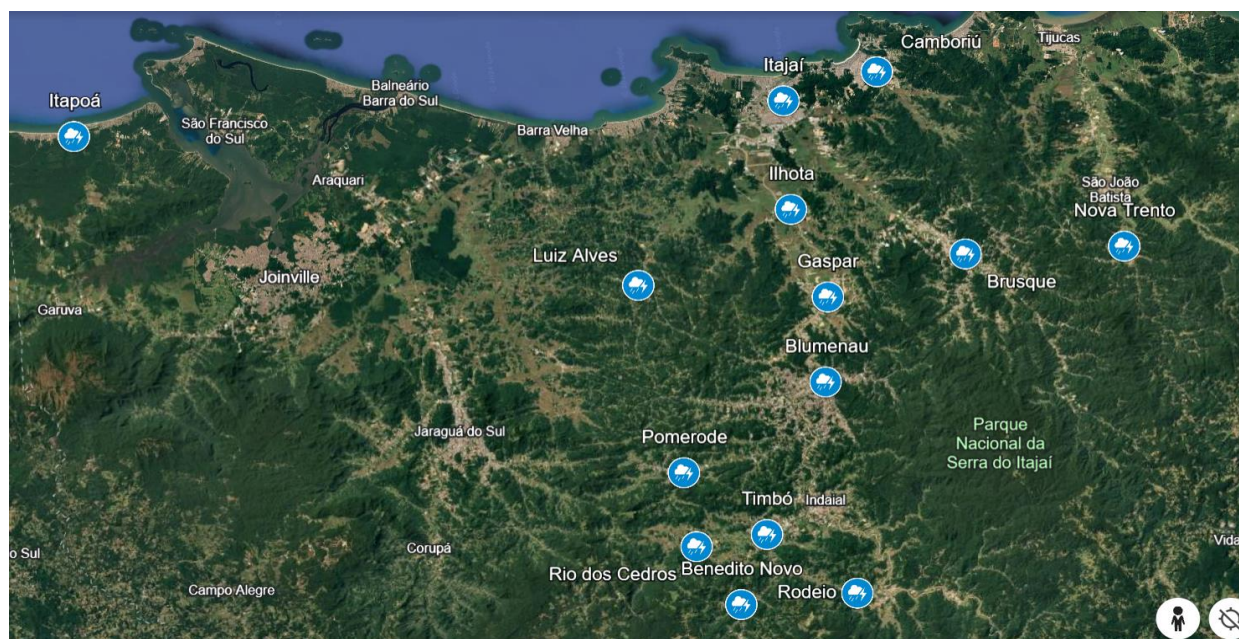 Camboriú
Tijucas
Itajaí
Balneário
Barra do Sul
Itapoá
São Francisco
do Sul
Barra Velha
Ilhota
Araquari
São João
Batista
Nova Trento
Luiz Alves
Gaspar
Joinville
Brusque
Garuva
Blumenau
Parque
Nacional da
Serra do Itajaí
Jaraguá do Sul
Pomerode
Timbó
Indaial
o Sul
Corupá
Vida
Rio dos Cedros
Benedito Novo
Campo Alegre
Rodeio